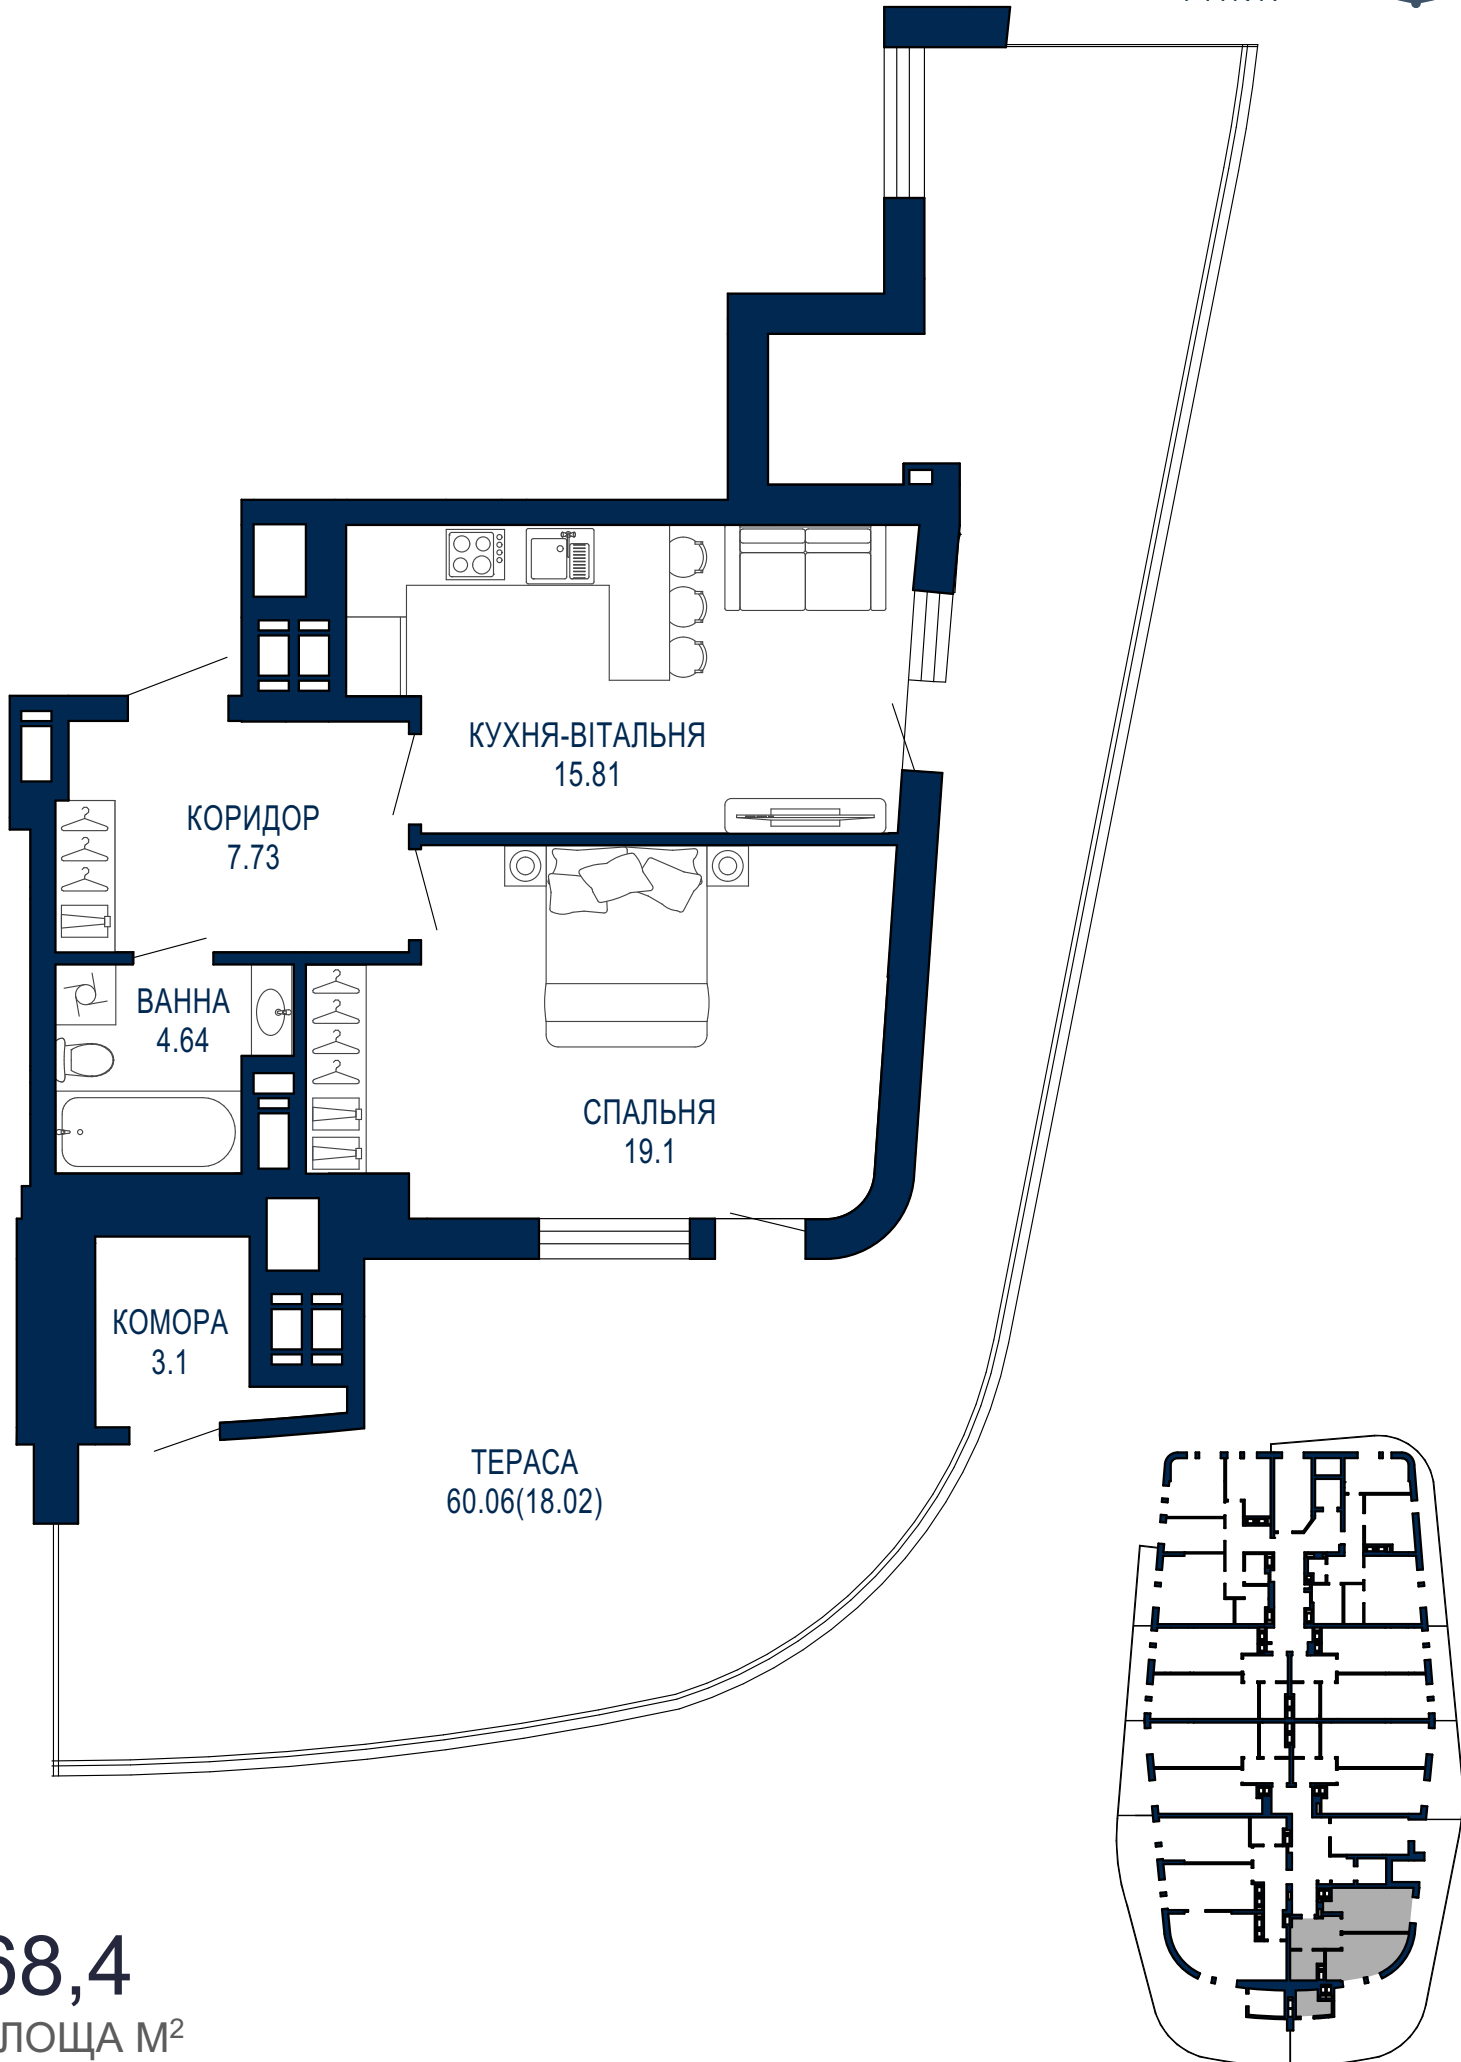 КУХНЯ-ВІТАЛЬНЯ
15.81
КОРИДОР
7.73
ВАННА
4.64
СПАЛЬНЯ
19.1
КОМОРА
3.1
ТЕРАСА
60.06(18.02)
68,4
ЛОЩА М²